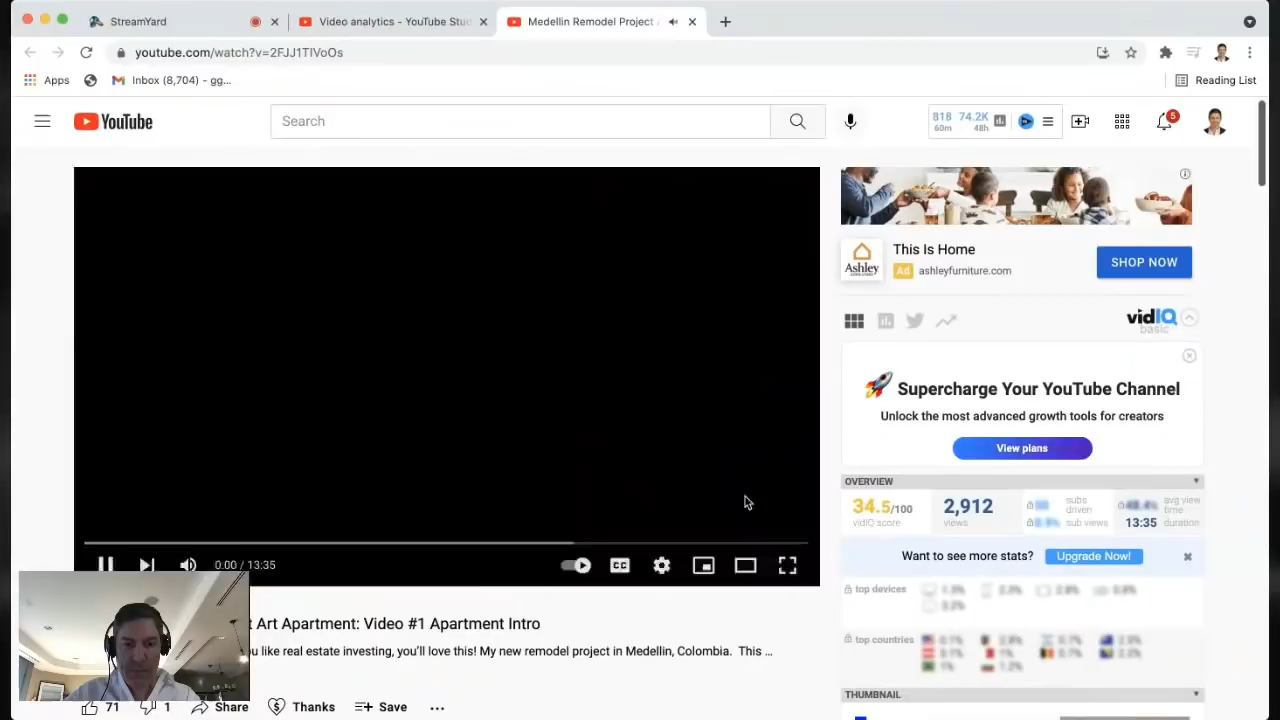 StreamYard
Video analytics - YouTube Stu
Medellin Remodel Project
youtube.com/watch?v=2FJJ1TIVoOs
Apps
Inbox (8,704) - gg...
Reading List
YouTube
Search
818 74.2K
60m 48h
5
This Is Home
Ashley
Ad ashleyfurniture.com
SHOP NOW
vidIQ
basic
Supercharge Your YouTube Channel
Unlock the most advanced growth tools for creators
View plans
OVERVIEW
34.5/100
vidIQ score
2,912
views
subs driven
sub views
avg view time
13:35 duration
Want to see more stats? Upgrade Now!
top devices
top countries
THUMBNAIL
0:00 / 13:35
CC
t Art Apartment: Video #1 Apartment Intro
ou like real estate investing, you'll love this! My new remodel project in Medellin, Colombia. This ...
71 1 Share Thanks Save ...